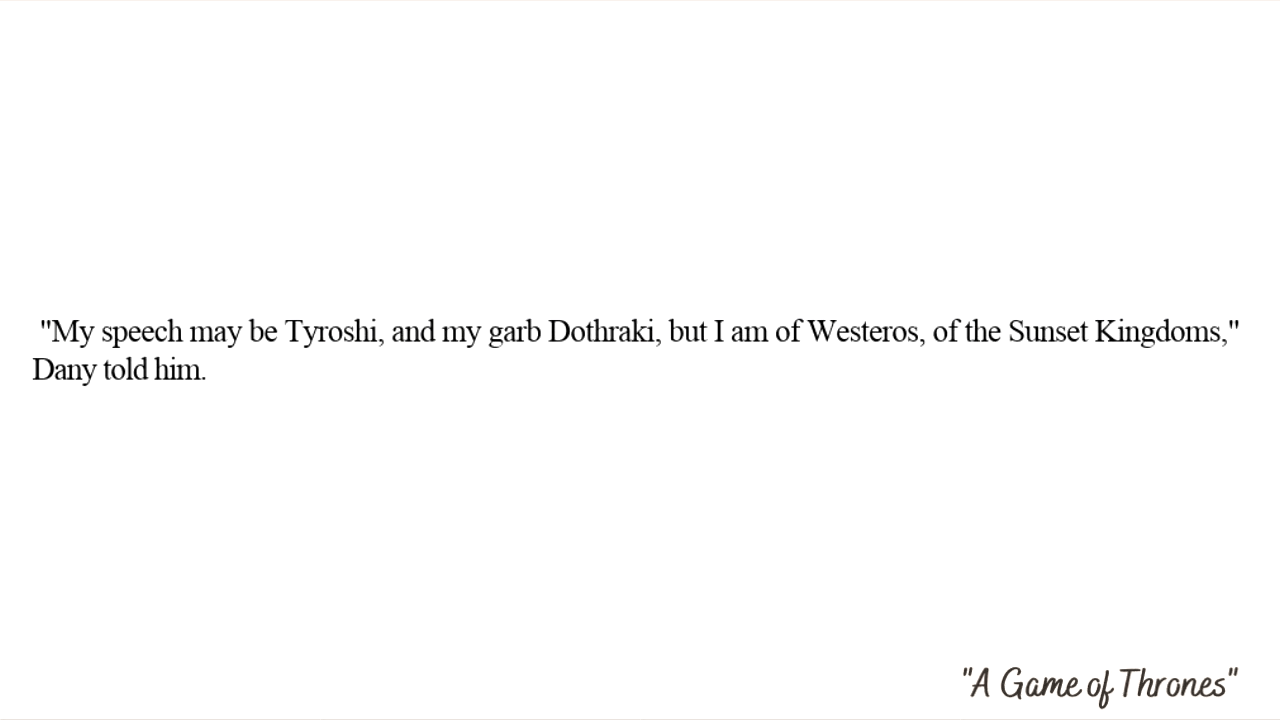 "My speech may be Tyroshi, and my garb Dothraki, but I am of Westeros, of the Sunset Kingdoms,"
Dany told him.
"A Game of Thrones"